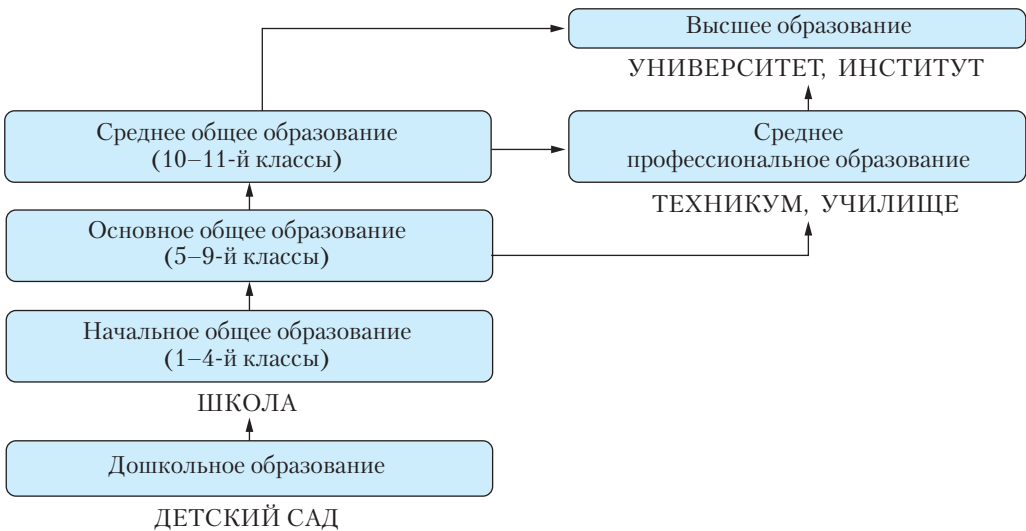 Высшее образование
УНИВЕРСИТЕТ, ИНСТИТУТ
Среднее общее образование
(10–11-й классы)
Среднее
профессиональное образование
ТЕХНИКУМ, УЧИЛИЩЕ
Основное общее образование
(5–9-й классы)
Начальное общее образование
(1–4-й классы)
ШКОЛА
Дошкольное образование
ДЕТСКИЙ САД